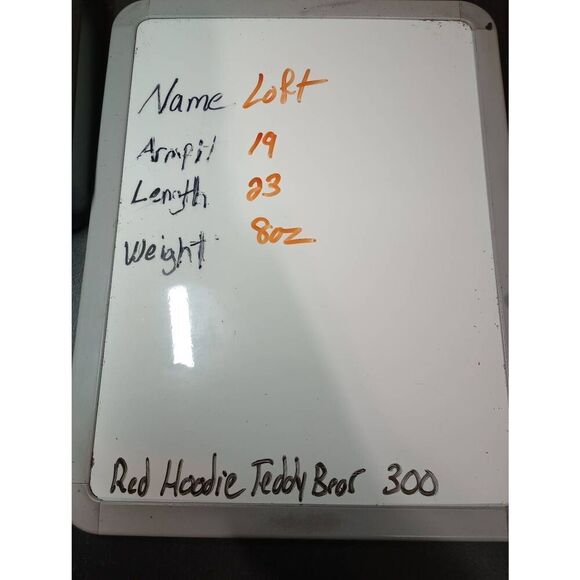 Name Loft
Armpit 19
Length 23
Weight 8oz
Red Hoodie Teddy Bear 300